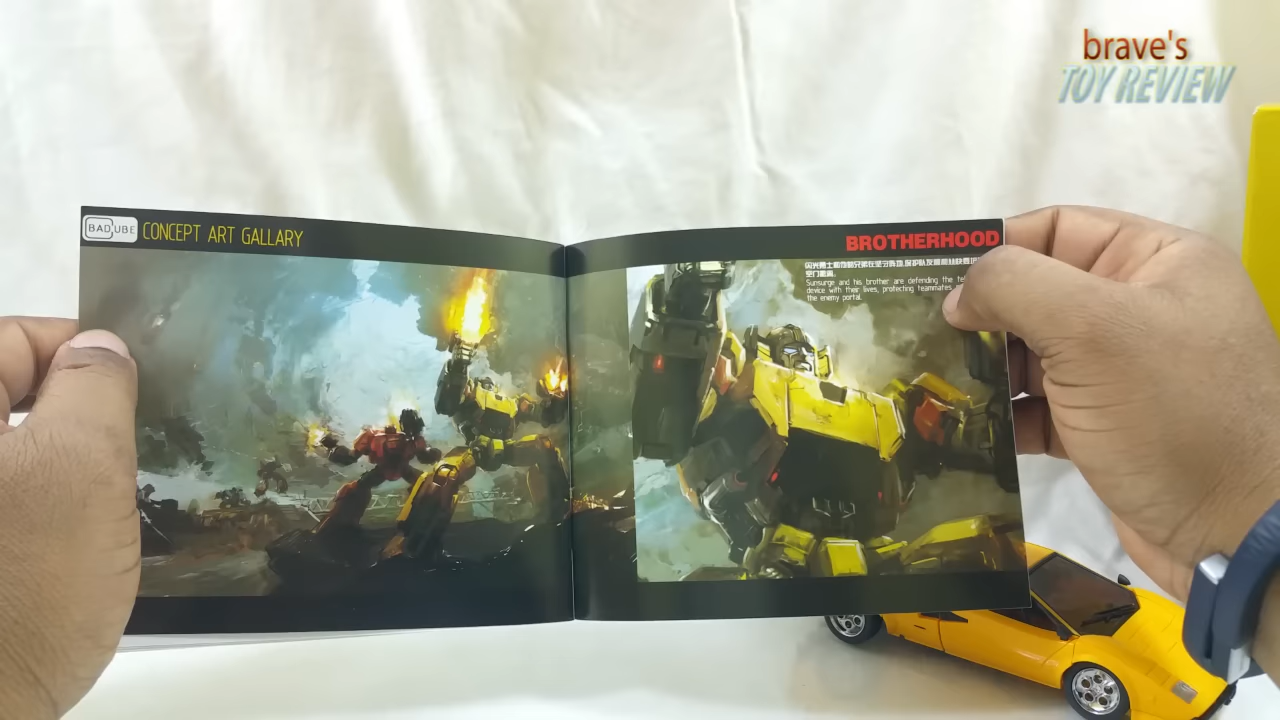 brave's
TOY REVIEW
BADCUBE
CONCEPT ART GALLARY
BROTHERHOOD
Sunsurge and his brother are defending the
device with their lives, protecting teammates
the enemy portal.